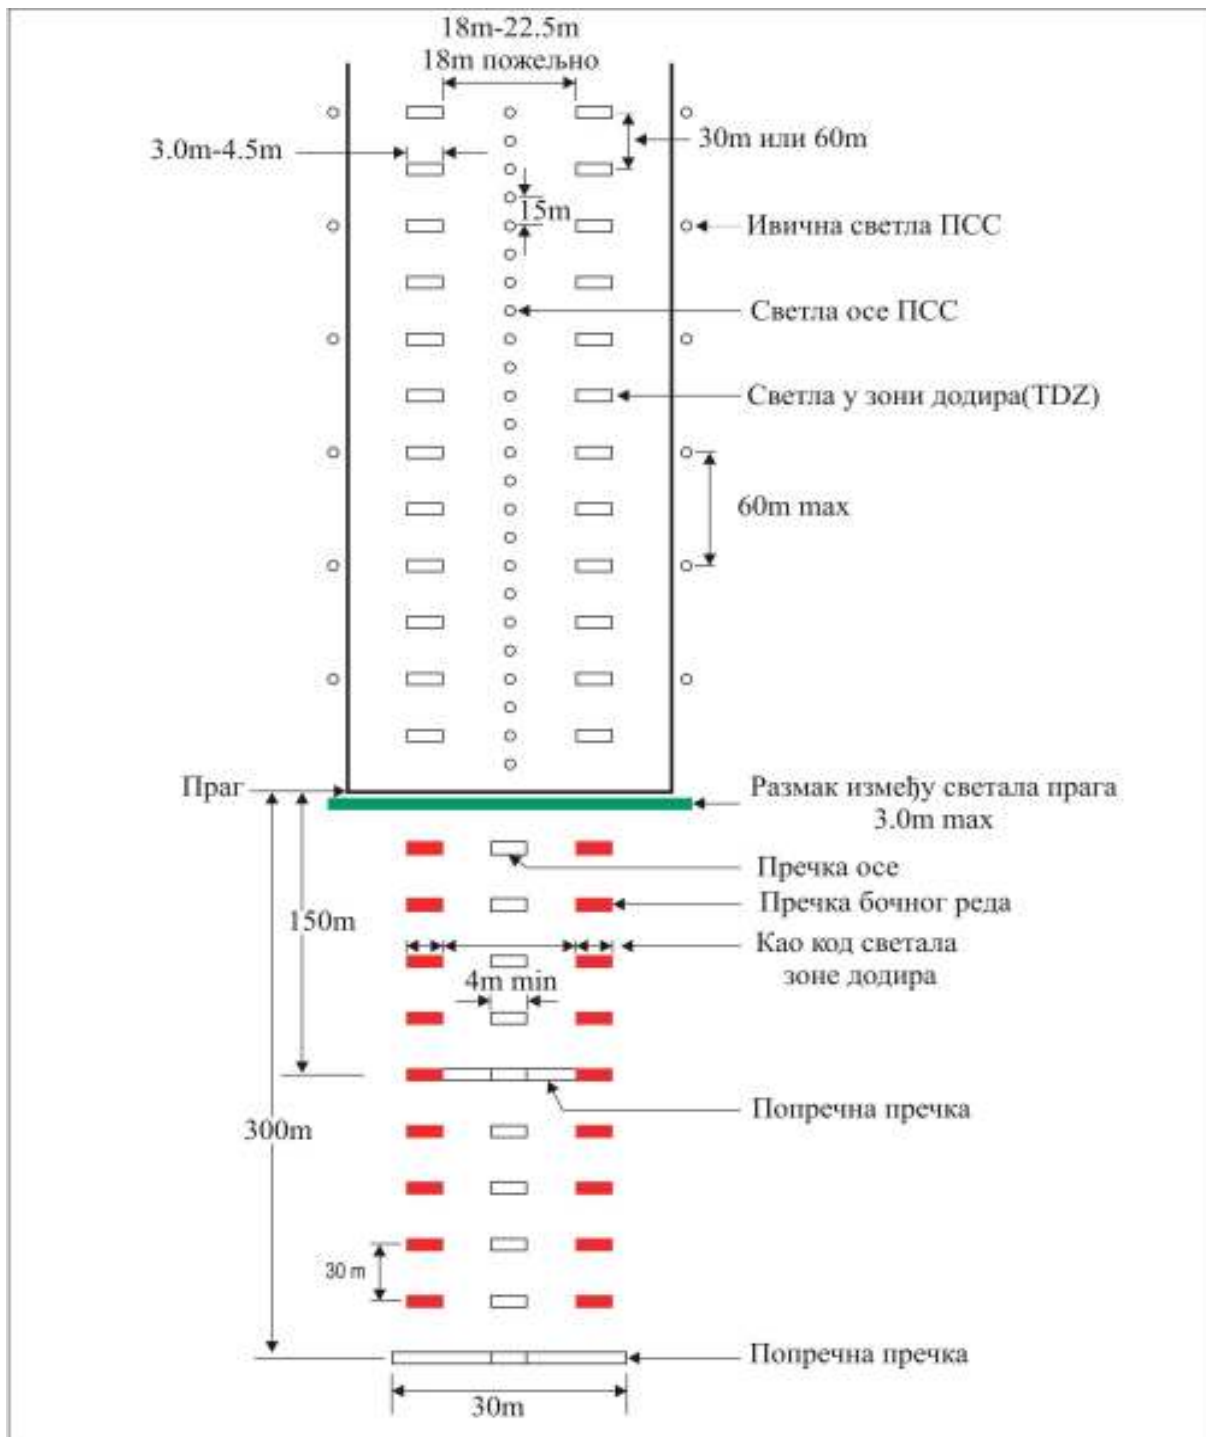 18m-22.5m
18m пожељно
30m или 60m
3.0m-4.5m
15m
Ивична светла ПСС
Светла осе ПСС
Светла у зони додира(TDZ)
60m max
Праг
Размак између светала прага
3.0m max
Пречка осе
Пречка бочног реда
150m
Као код светала
зоне додира
4m min
Попречна пречка
300m
30 m
Попречна пречка
30m